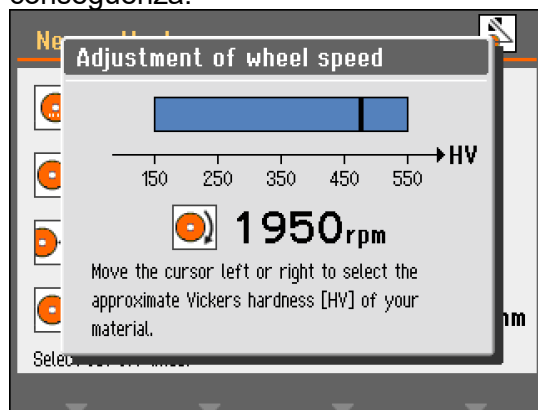 conseguenza.
Adjustment of wheel speed
HV
150 250 350 450 550
1950rpm
Move the cursor left or right to select the
approximate Vickers hardness [HV] of your
material.